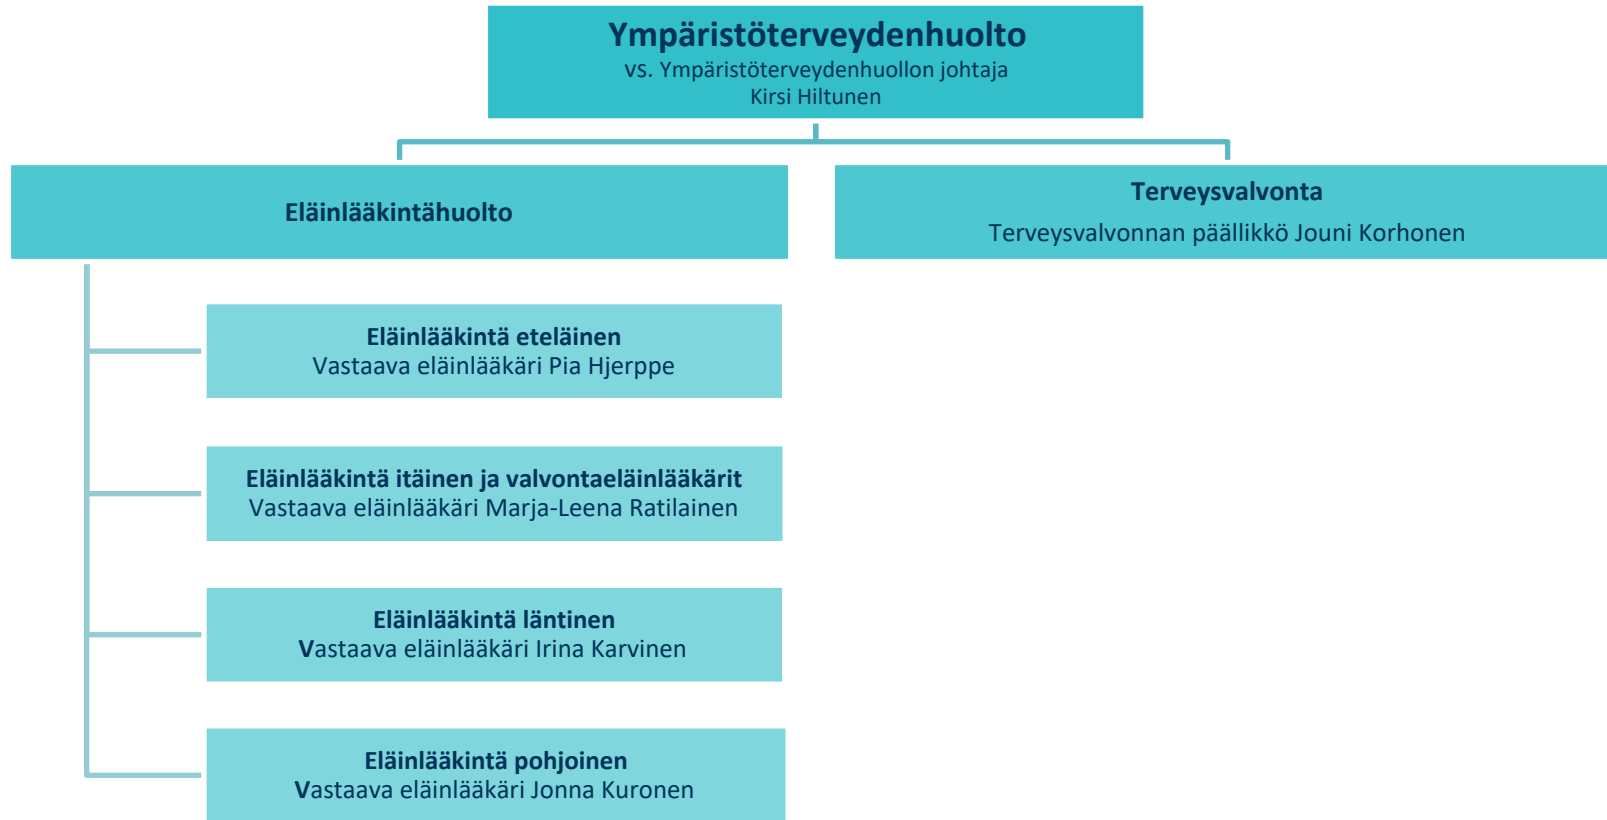 Ympäristöterveydenhuolto
vs. Ympäristöterveydenhuollon johtaja
Kirsi Hiltunen
Eläinlääkintähuolto
Terveysvalvonta
Terveysvalvonnan päällikkö Jouni Korhonen
Eläinlääkintä eteläinen
Vastaava eläinlääkäri Pia Hjerppe
Eläinlääkintä itäinen ja valvontaeläinlääkärit
Vastaava eläinlääkäri Marja-Leena Ratilainen
Eläinlääkintä läntinen
Vastaava eläinlääkäri Irina Karvinen
Eläinlääkintä pohjoinen
Vastaava eläinlääkäri Jonna Kuronen